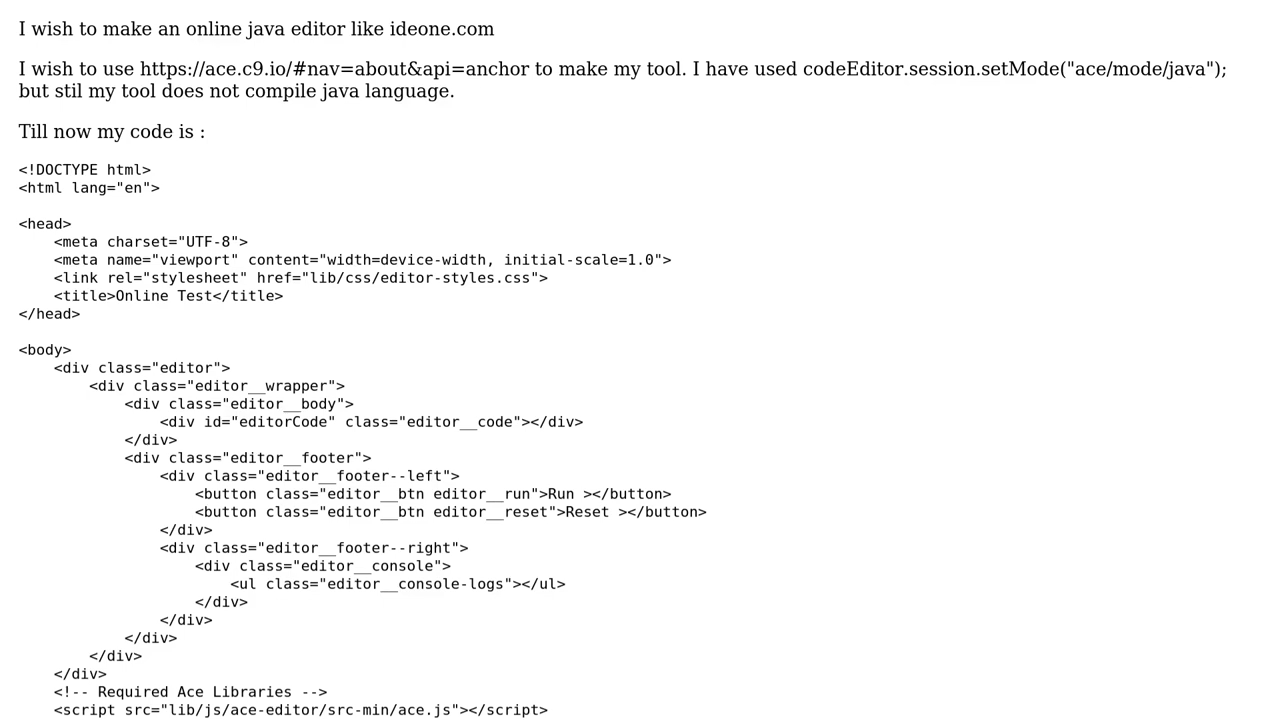 I wish to make an online java editor like ideone.com
I wish to use https://ace.c9.io/#nav=about&api=anchor to make my tool. I have used codeEditor.session.setMode("ace/mode/java");
but stil my tool does not compile java language.
Till now my code is :
<!DOCTYPE html>
<html lang="en">
<head>
    <meta charset="UTF-8">
    <meta name="viewport" content="width=device-width, initial-scale=1.0">
    <link rel="stylesheet" href="lib/css/editor-styles.css">
    <title>Online Test</title>
</head>
<body>
    <div class="editor">
        <div class="editor__wrapper">
            <div class="editor__body">
                <div id="editorCode" class="editor__code"></div>
            </div>
            <div class="editor__footer">
                <div class="editor__footer--left">
                    <button class="editor__btn editor__run">Run ></button>
                    <button class="editor__btn editor__reset">Reset ></button>
                </div>
                <div class="editor__footer--right">
                    <div class="editor__console">
                        <ul class="editor__console-logs"></ul>
                    </div>
                </div>
            </div>
        </div>
    </div>
    <!-- Required Ace Libraries -->
    <script src="lib/js/ace-editor/src-min/ace.js"></script>